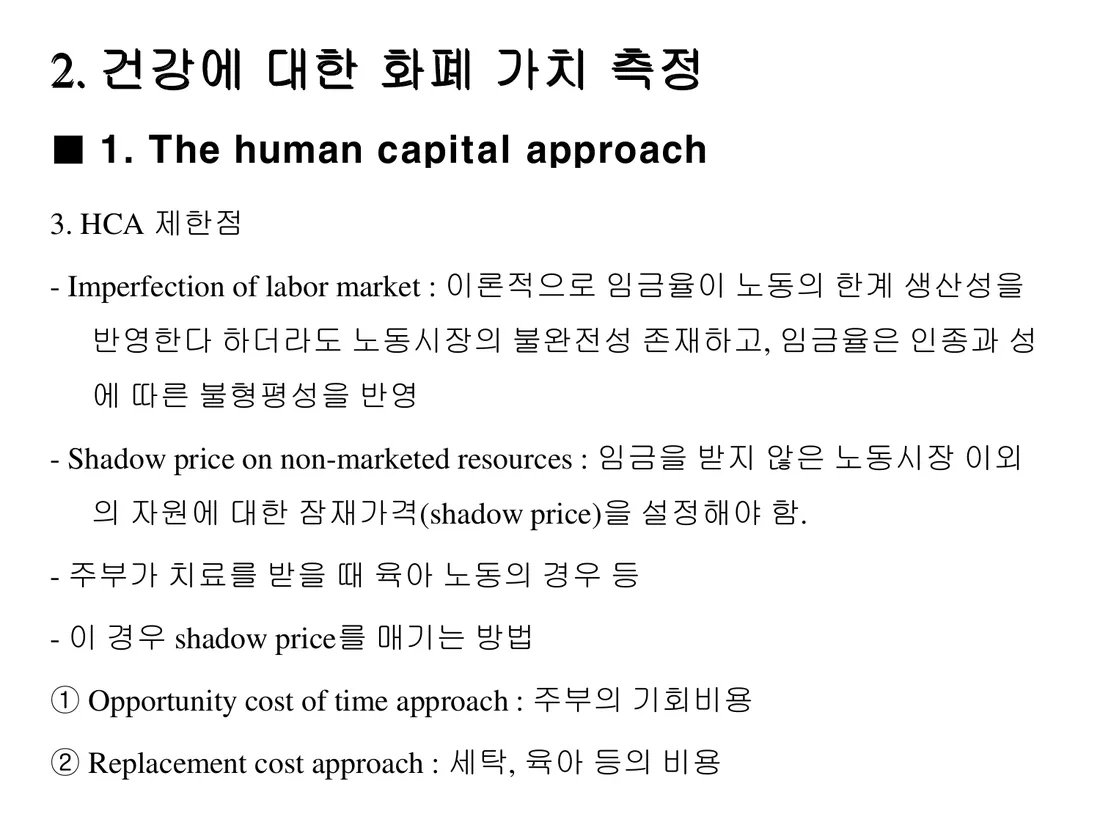 2. 건강에 대한 화폐 가치 측정
■ 1. The human capital approach
3. HCA 제한점
- Imperfection of labor market : 이론적으로 임금율이 노동의 한계 생산성을
반영한다 하더라도 노동시장의 불완전성 존재하고, 임금율은 인종과 성
에 따른 불형평성을 반영
- Shadow price on non-marketed resources : 임금을 받지 않은 노동시장 이외
의 자원에 대한 잠재가격(shadow price)을 설정해야 함.
- 주부가 치료를 받을 때 육아 노동의 경우 등
- 이 경우 shadow price를 매기는 방법
① Opportunity cost of time approach : 주부의 기회비용
② Replacement cost approach : 세탁, 육아 등의 비용